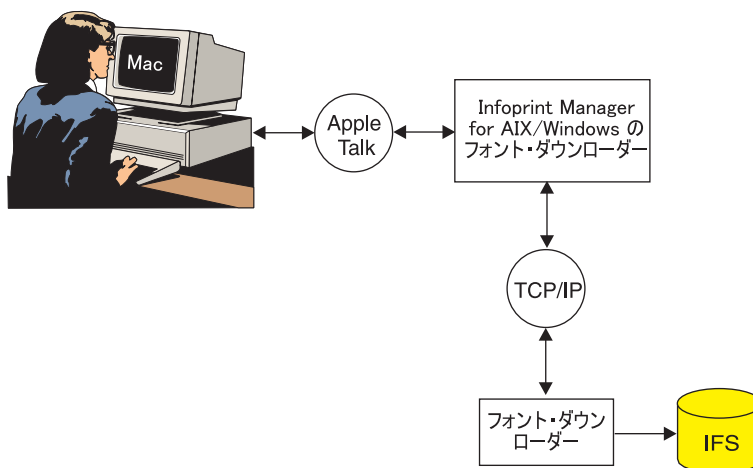 Mac
Apple
Talk
Infoprint Manager
for AIX/Windows の
フォント・ダウンローダー
TCP/IP
フォント・ダウン
ローダー
IFS